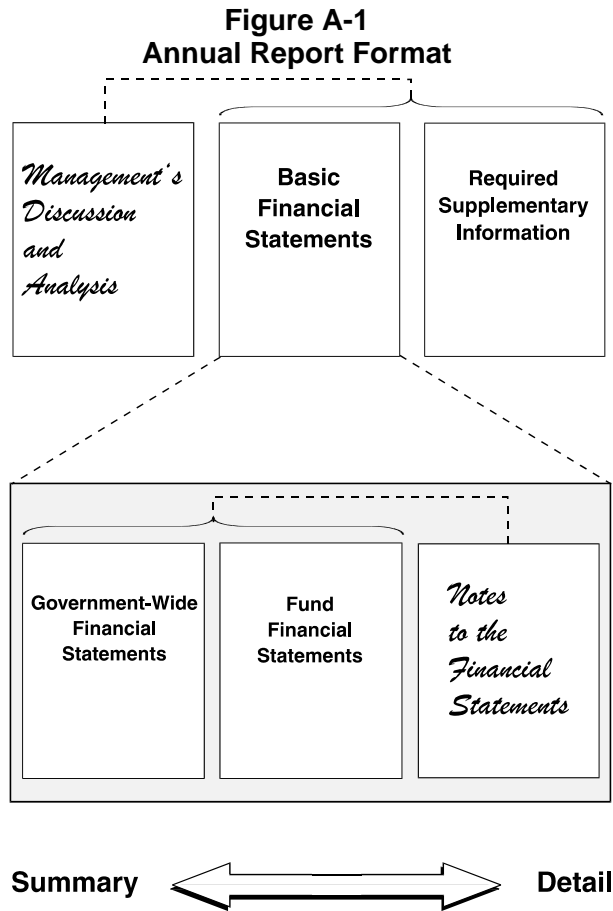 Figure A-1
Annual Report Format
Management's
Discussion
and
Analysis
Basic
Financial
Statements
Required
Supplementary
Information
Government-Wide
Financial
Statements
Fund
Financial
Statements
Notes
to the
Financial
Statements
Summary
Detail